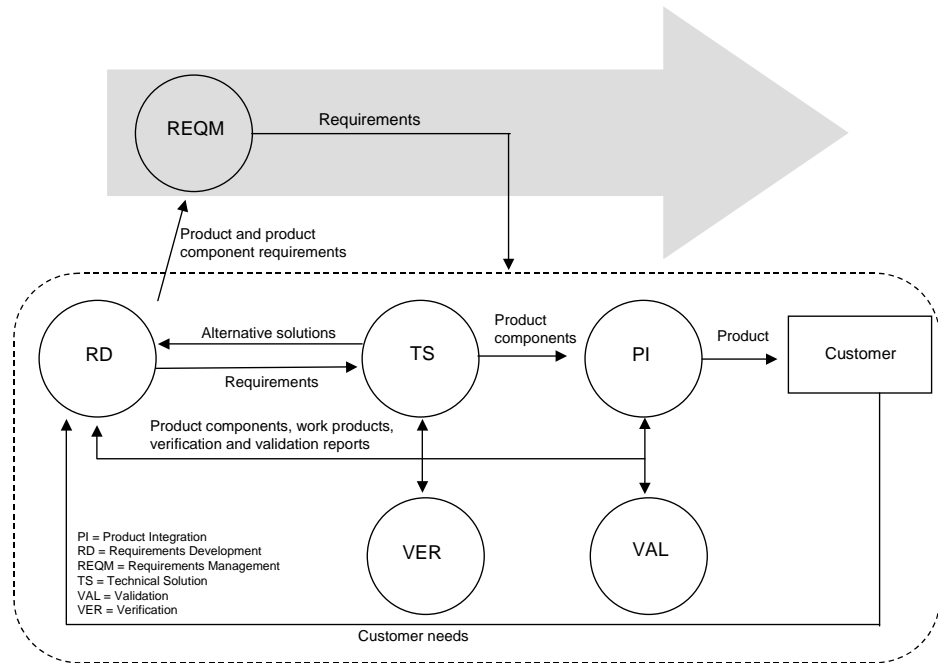 REQM
Requirements
Product and product
component requirements
RD
Alternative solutions
Requirements
TS
Product
components
PI
Product
Customer
Product components, work products,
verification and validation reports
VER
VAL
PI = Product Integration
RD = Requirements Development
REQM = Requirements Management
TS = Technical Solution
VAL = Validation
VER = Verification
Customer needs